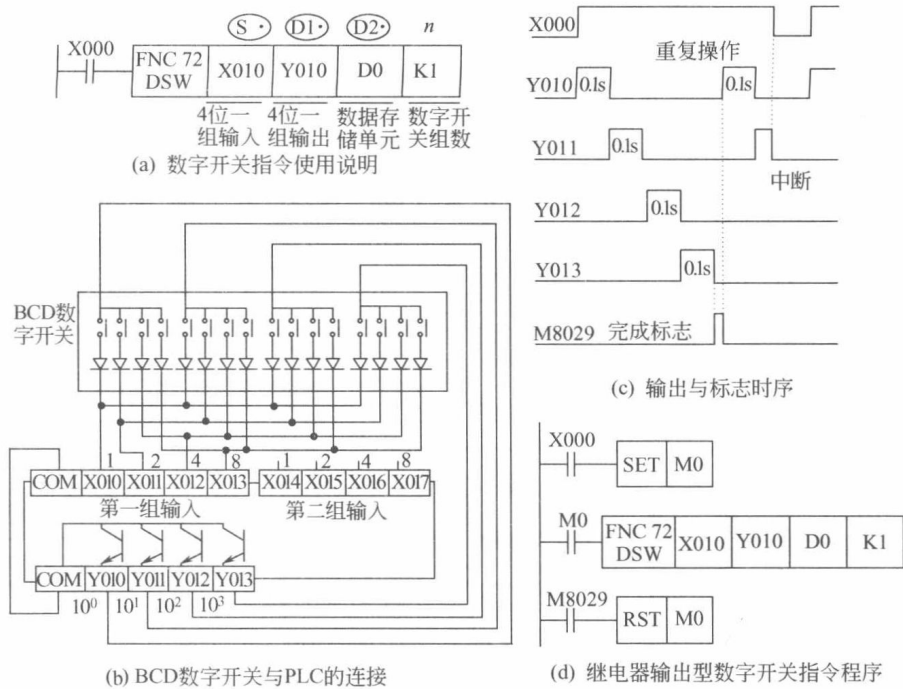 S· D1· D2· n
X000
FNC 72 DSW X010 Y010 D0 K1
4位一组输入 4位一组输出 数据存储单元 数字开关组数
(a) 数字开关指令使用说明
BCD数字开关
1 2 4 8 1 2 4 8
COM X010 X011 X012 X013 X014 X015 X016 X017
第一组输入 第二组输入
COM Y010 Y011 Y012 Y013
10⁰ 10¹ 10² 10³
(b) BCD数字开关与PLC的连接
X000
重复操作
Y010 0.1s 0.1s
Y011 0.1s
中断
Y012 0.1s
Y013 0.1s
M8029 完成标志
(c) 输出与标志时序
X000
SET M0
M0
FNC 72 DSW X010 Y010 D0 K1
M8029
RST M0
(d) 继电器输出型数字开关指令程序